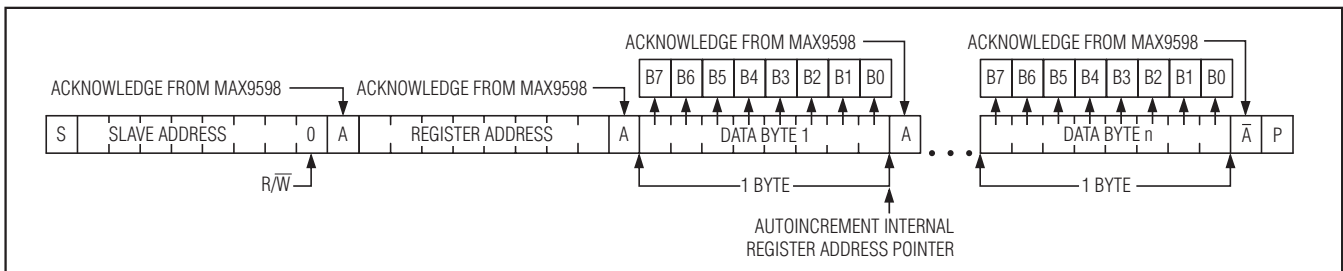 ACKNOWLEDGE FROM MAX9598 ACKNOWLEDGE FROM MAX9598
B7 B6 B5 B4 B3 B2 B1 B0 B7 B6 B5 B4 B3 B2 B1 B0
ACKNOWLEDGE FROM MAX9598 ACKNOWLEDGE FROM MAX9598
S SLAVE ADDRESS 0 A REGISTER ADDRESS A DATA BYTE 1 A • • • DATA BYTE n A̅ P
R/W̅ 1 BYTE 1 BYTE
AUTOINCREMENT INTERNAL
REGISTER ADDRESS POINTER